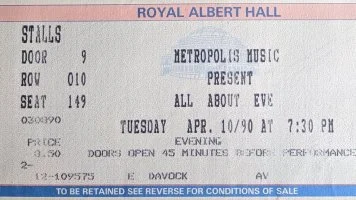 ROYAL ALBERT HALL
STALLS
DOOR 9 METROPOLIS MUSIC
ROW 010 PRESENT
SEAT 149 ALL ABOUT EVE
030890 TUESDAY APR. 10/90 AT 7:30 PM
PRICE EVENING
8.50 DOORS OPEN 45 MINUTES BEFORE PERFORMANCE
2-
12-109575 E DAVOCK AV
TO BE RETAINED SEE REVERSE FOR CONDITIONS OF SALE